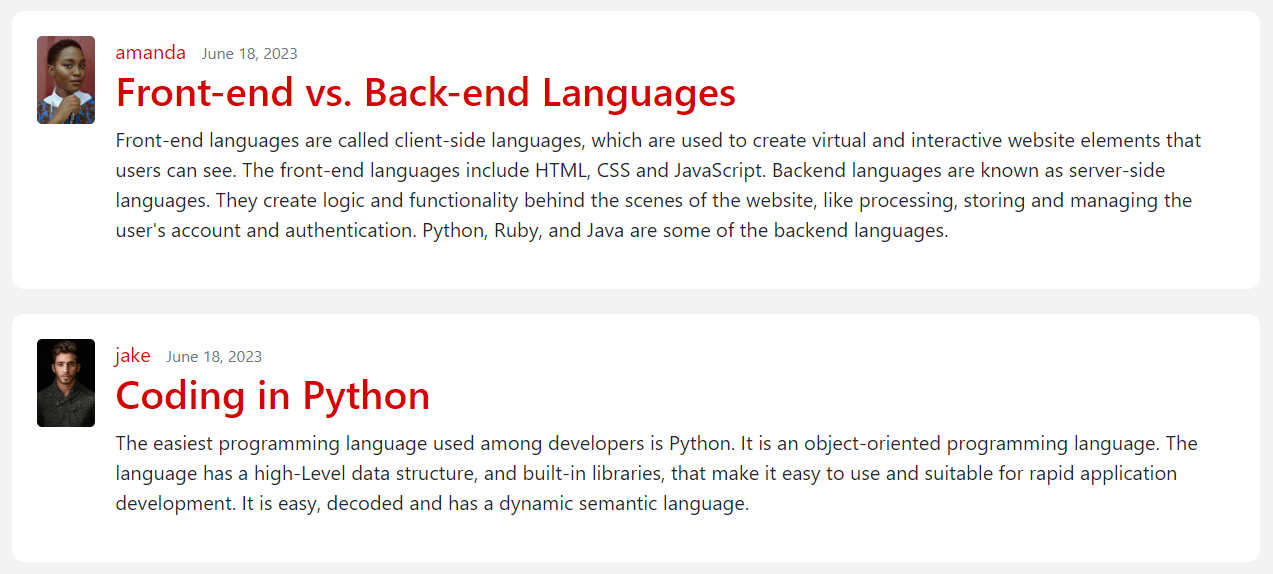 amanda June 18, 2023
Front-end vs. Back-end Languages
Front-end languages are called client-side languages, which are used to create virtual and interactive website elements that
users can see. The front-end languages include HTML, CSS and JavaScript. Backend languages are known as server-side
languages. They create logic and functionality behind the scenes of the website, like processing, storing and managing the
user's account and authentication. Python, Ruby, and Java are some of the backend languages.
jake June 18, 2023
Coding in Python
The easiest programming language used among developers is Python. It is an object-oriented programming language. The
language has a high-Level data structure, and built-in libraries, that make it easy to use and suitable for rapid application
development. It is easy, decoded and has a dynamic semantic language.